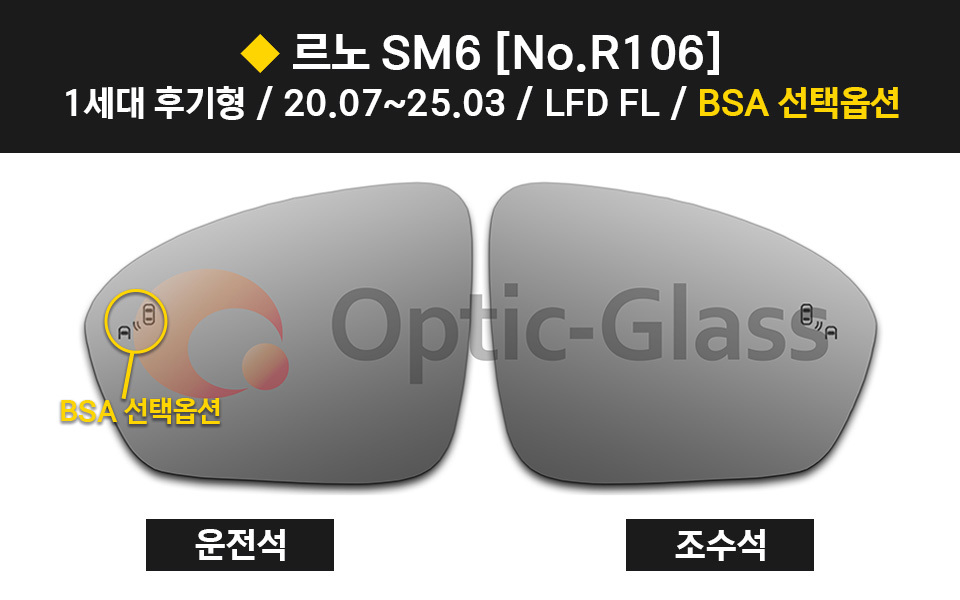 ◆ 르노 SM6 [No.R106]
1세대 후기형 / 20.07~25.03 / LFD FL / BSA 선택옵션
Optic-Glass
BSA 선택옵션
운전석
조수석